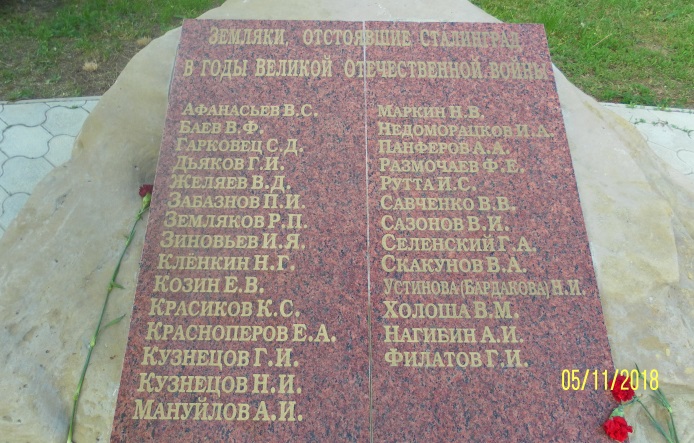 Земляки, отстоявшие Сталинград
в годы Великой Отечественной войны
Афанасьев В.С.
Баев В.Ф.
Гарковец С.Д.
Дьяков Г.И.
Желяев В.Д.
Забазнов П.И.
Земляков Р.П.
Зиновьев И.Я.
Клёнкин Н.Г.
Козин Е.В.
Красиков К.С.
Красноперов Е.А.
Кузнецов Г.И.
Кузнецов Н.И.
Мануйлов А.И.
Маркин Н.В.
Недоморацков И.А.
Панферов А.А.
Размочаев Ф.Е.
Рутта И.С.
Савченко В.В.
Сазонов В.И.
Селенский Г.А.
Скакунов В.А.
Устинова (Бардакова) Н.И.
Холоша В.М.
Нагибин А.И.
Филатов Г.И.
05/11/2018